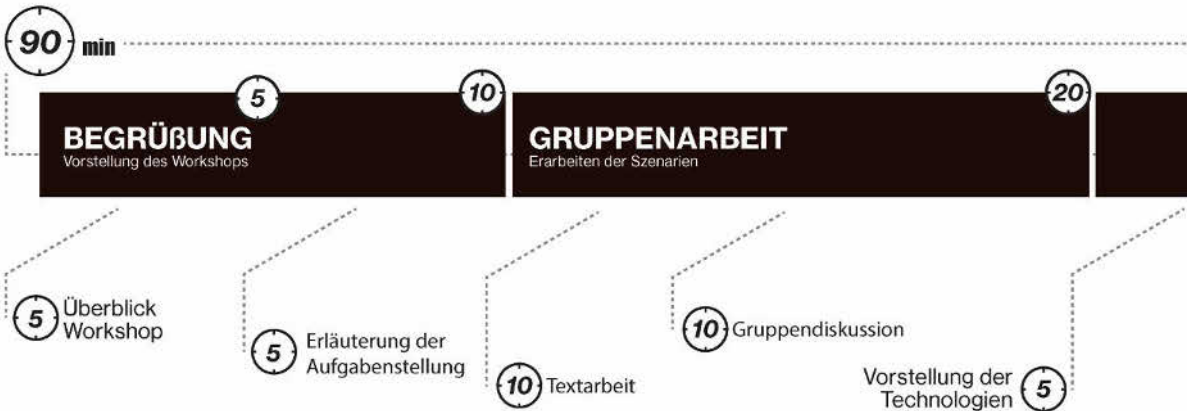 90 min
5
10
20
BEGRÜßUNG
Vorstellung des Workshops
GRUPPENARBEIT
Erarbeiten der Szenarien
5 Überblick
Workshop
5 Erläuterung der
Aufgabenstellung
10 Textarbeit
10 Gruppendiskussion
Vorstellung der
Technologien 5